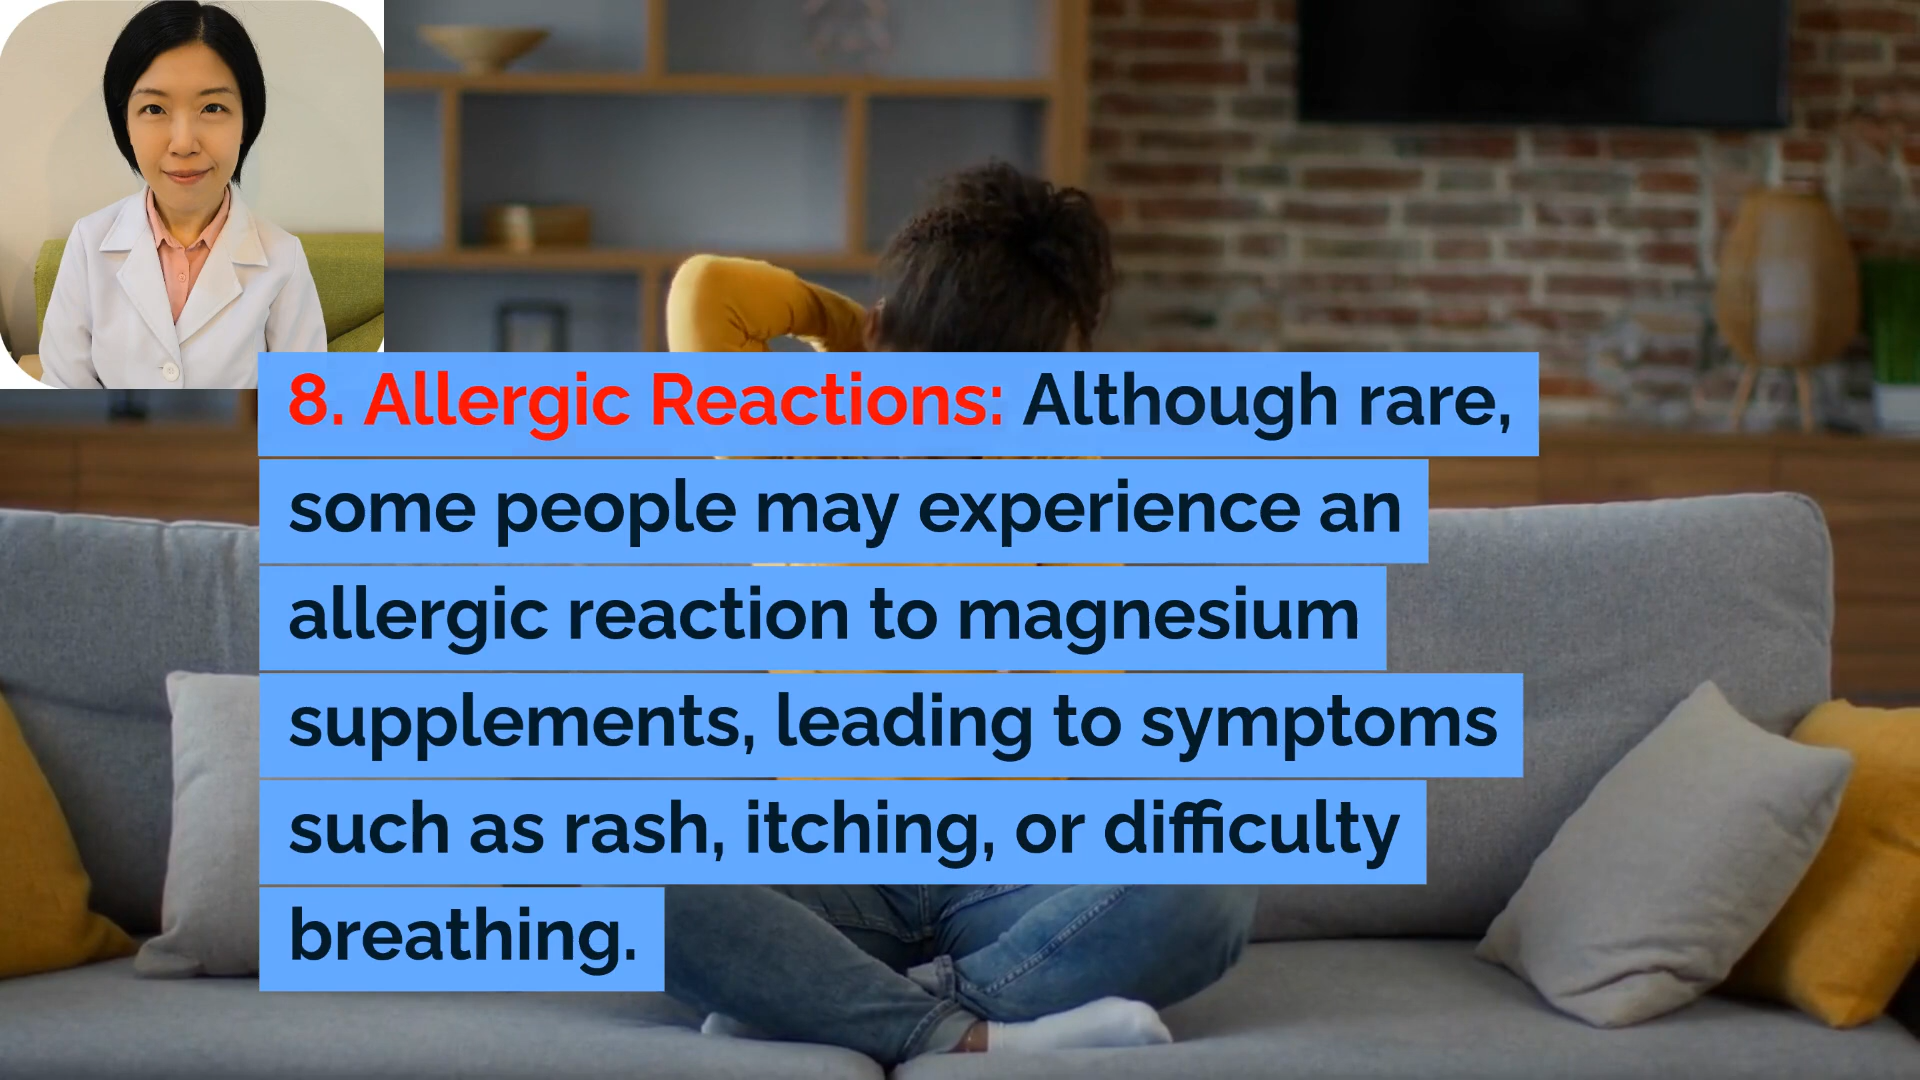 8. Allergic Reactions: Although rare,
some people may experience an
allergic reaction to magnesium
supplements, leading to symptoms
such as rash, itching, or difficulty
breathing.